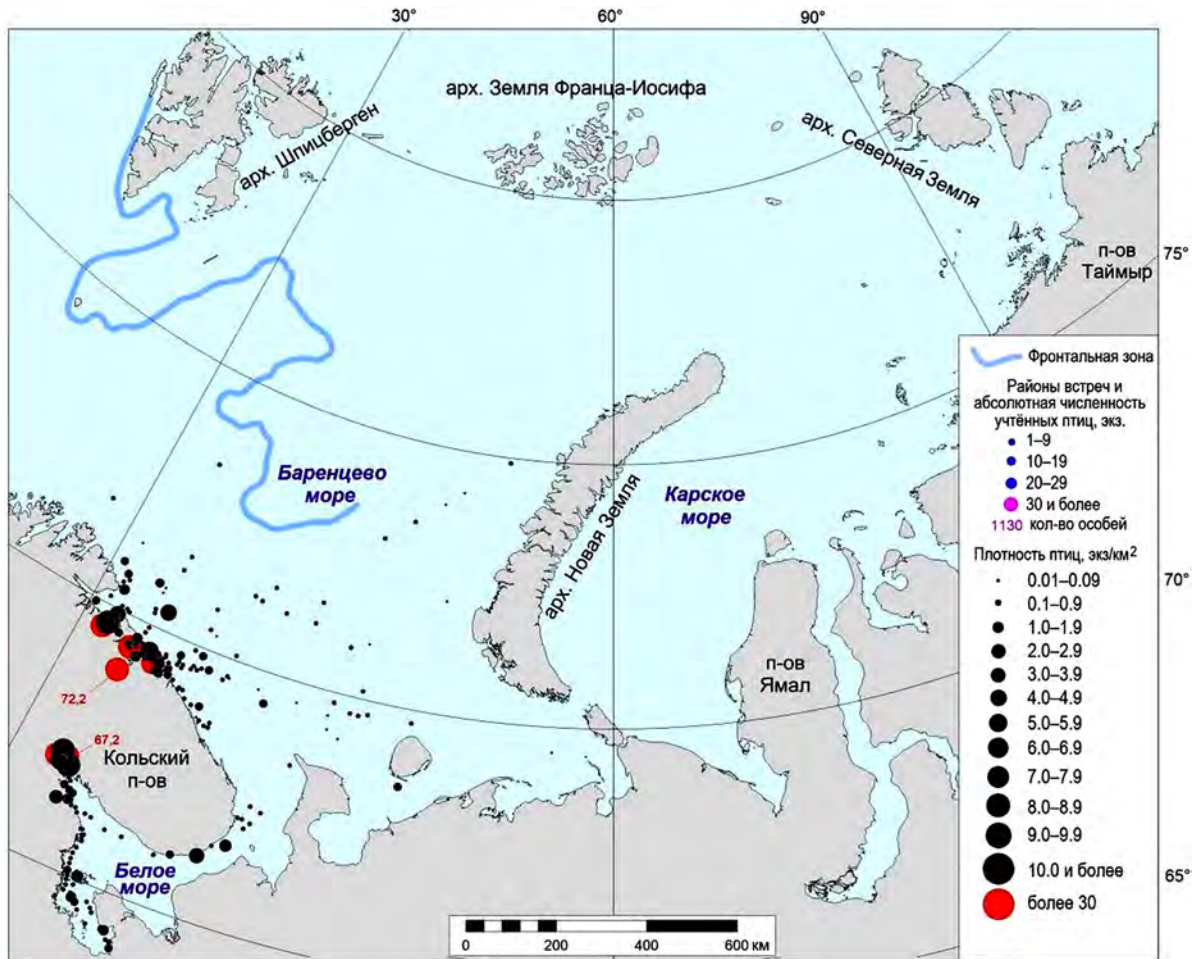 30°
60°
90°
арх. Земля Франца-Иосифа
арх. Шпицберген
арх. Северная Земля
п-ов
Таймыр
75°
Фронтальная зона
Районы встреч и
абсолютная численность
учтённых птиц, экз.
1–9
10–19
20–29
30 и более
1130 кол-во особей
Плотность птиц, экз/км2
0.01–0.09
0.1–0.9
1.0–1.9
2.0–2.9
3.0–3.9
4.0–4.9
5.0–5.9
6.0–6.9
7.0–7.9
8.0–8.9
9.0–9.9
10.0 и более
более 30
Баренцево
море
Карское
море
арх. Новая Земля
70°
п-ов
Ямал
72,2
67,2
Кольский
п-ов
Белое
море
65°
0 200 400 600 км